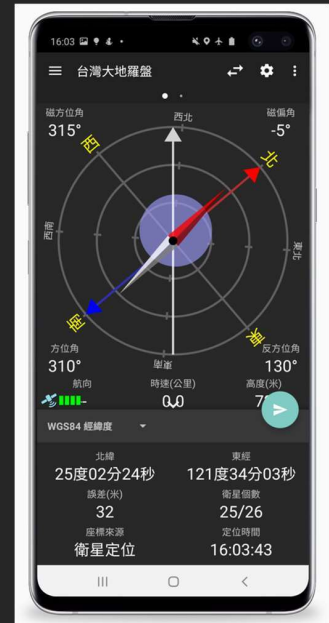 16:03
台灣大地羅盤
磁方位角
315°
磁偏角
-5°
西北
西
北
西南
東北
南
東
東南
方位角
310°
反方位角
130°
航向
時速(公里)
高度(米)
-
0.0
WGS84 經緯度
北緯
東經
25度02分24秒
121度34分03秒
誤差(米)
衛星個數
32
25/26
座標來源
定位時間
衛星定位
16:03:43